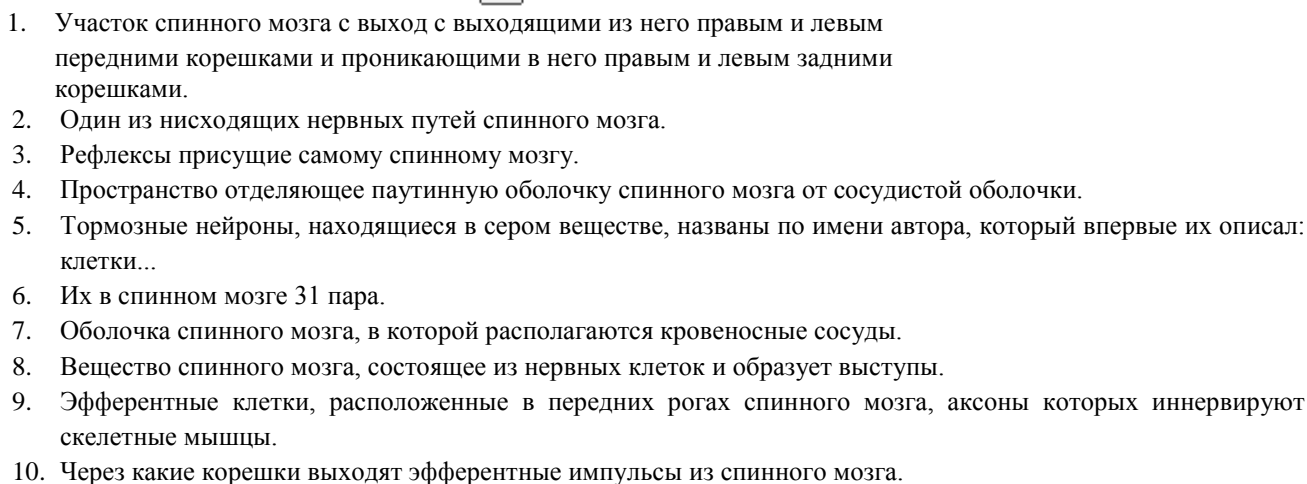 1. Участок спинного мозга с выход с выходящими из него правым и левым
передними корешками и проникающими в него правым и левым задними
корешками.
2. Один из нисходящих нервных путей спинного мозга.
3. Рефлексы присущие самому спинному мозгу.
4. Пространство отделяющее паутинную оболочку спинного мозга от сосудистой оболочки.
5. Тормозные нейроны, находящиеся в сером веществе, названы по имени автора, который впервые их описал:
клетки...
6. Их в спинном мозге 31 пара.
7. Оболочка спинного мозга, в которой располагаются кровеносные сосуды.
8. Вещество спинного мозга, состоящее из нервных клеток и образует выступы.
9. Эфферентные клетки, расположенные в передних рогах спинного мозга, аксоны которых иннервируют
скелетные мышцы.
10. Через какие корешки выходят эфферентные импульсы из спинного мозга.